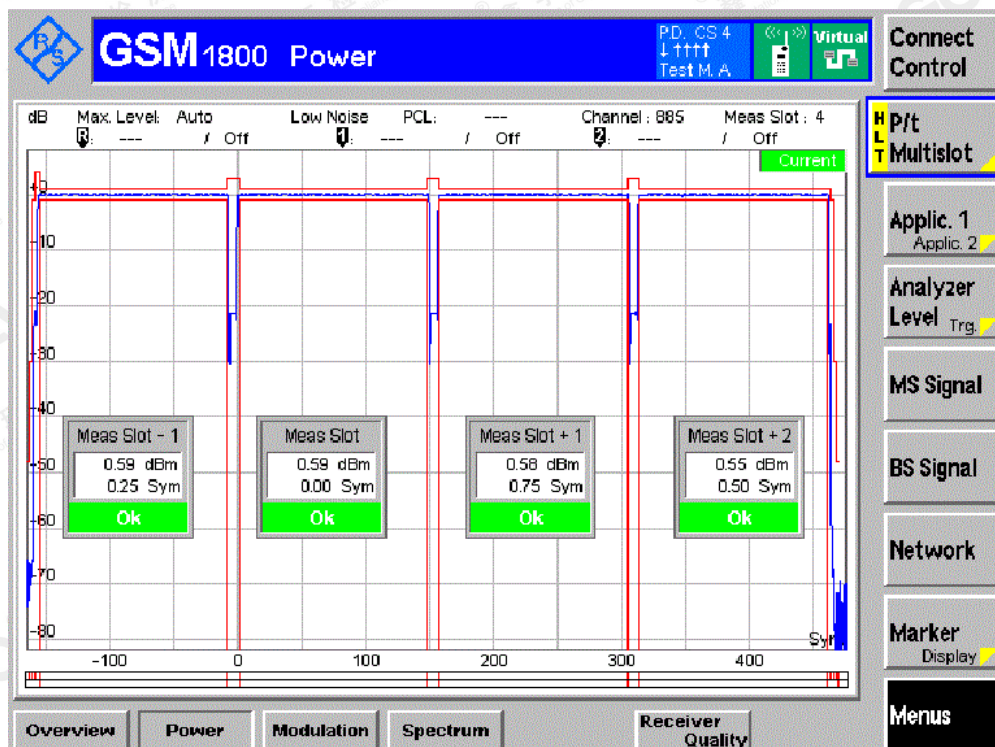 R/S
GSM 1800 Power
PD. CS 4
↓↑↑↑↑
Test M. A
Virtual
Connect
Control
dB Max. Level: Auto Low Noise PCL: --- Channel : 885 Meas Slot : 4
R: --- / Off 1: --- / Off 2: --- / Off
Current
H
L
T
P/t
Multislot
Applic. 1
Applic. 2
Analyzer
Level Trg.
MS Signal
BS Signal
Network
Marker
Display
Menus
+0
-10
-20
-30
-40
-50
-60
-70
-80
Meas Slot - 1
0.59 dBm
0.25 Sym
Ok
Meas Slot
0.59 dBm
0.00 Sym
Ok
Meas Slot + 1
0.58 dBm
0.75 Sym
Ok
Meas Slot + 2
0.55 dBm
0.50 Sym
Ok
Sym
-100 0 100 200 300 400
Overview Power Modulation Spectrum
Receiver
Quality